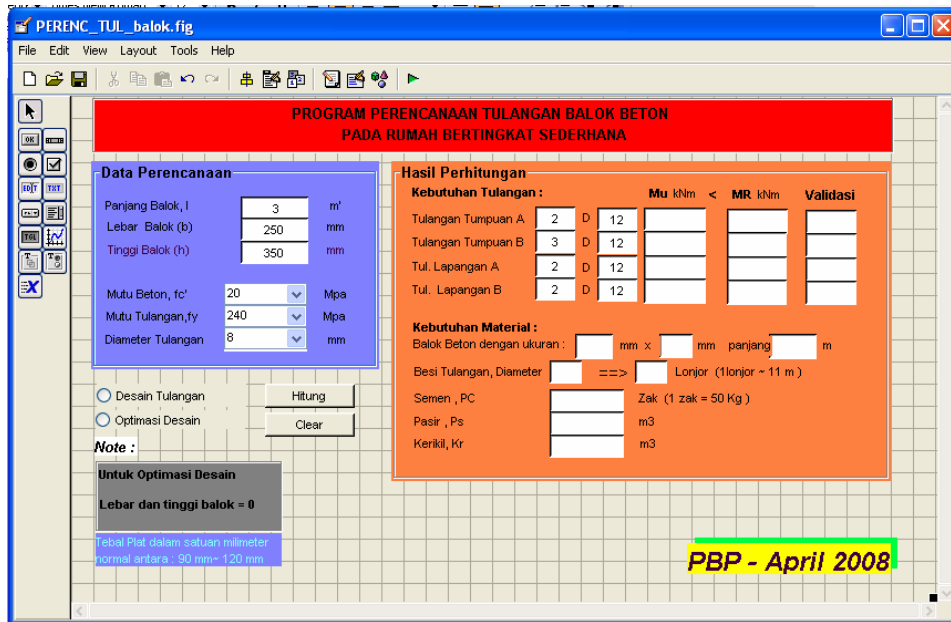 PERENC_TUL_balok.fig
File Edit View Layout Tools Help
PROGRAM PERENCANAAN TULANGAN BALOK BETON
PADA RUMAH BERTINGKAT SEDERHANA
Data Perencanaan
Panjang Balok, l 3 m'
Lebar Balok (b) 250 mm
Tinggi Balok (h) 350 mm
Mutu Beton, fc' 20 Mpa
Mutu Tulangan,fy 240 Mpa
Diameter Tulangan 8 mm
Desain Tulangan Hitung
Optimasi Desain Clear
Note :
Untuk Optimasi Desain
Lebar dan tinggi balok = 0
Tebal Plat dalam satuan milimeter
normal antara : 90 mm~ 120 mm
Hasil Perhitungan
Kebutuhan Tulangan : Mu kNm < MR kNm Validasi
Tulangan Tumpuan A 2 D 12
Tulangan Tumpuan B 3 D 12
Tul. Lapangan A 2 D 12
Tul. Lapangan B 2 D 12
Kebutuhan Material :
Balok Beton dengan ukuran : mm x mm panjang m
Besi Tulangan, Diameter ==> Lonjor (1lonjor ~ 11 m )
Semen , PC Zak (1 zak = 50 Kg )
Pasir , Ps m3
Kerikil, Kr m3
PBP - April 2008
OK
EDIT TXT
TGL